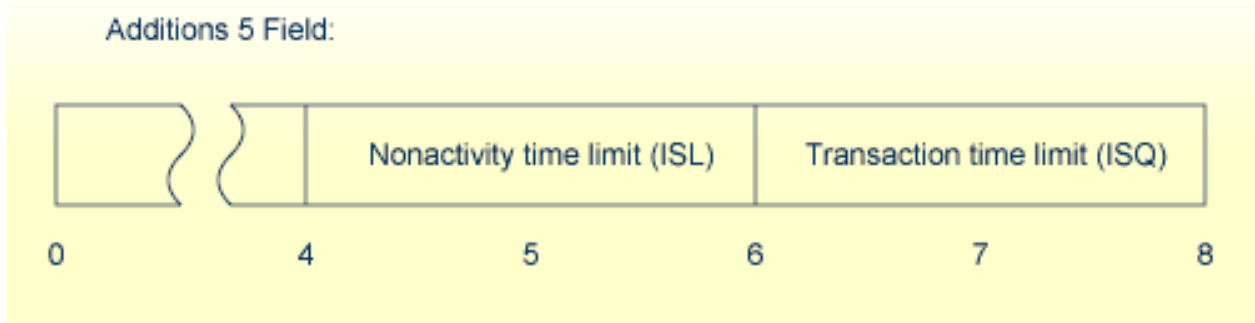 Additions 5 Field:
Nonactivity time limit (ISL) Transaction time limit (ISQ)
0 4 5 6 7 8